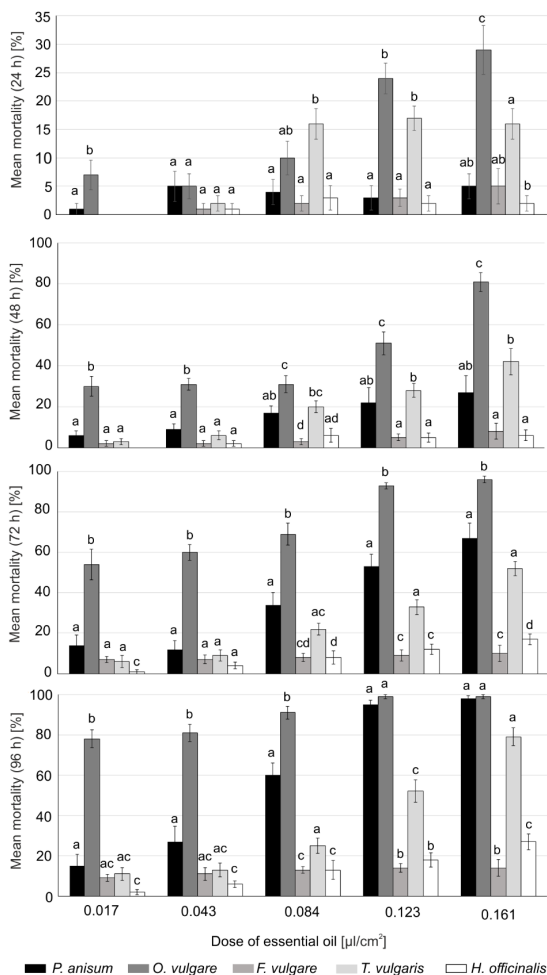 Mean mortality (24 h) [%]
35
30
25
20
15
10
5
0
a b
a a a a a
a ab b a a
a b b a a
ab c a ab b
Mean mortality (48 h) [%]
100
80
60
40
20
0
a b a a
a b a a a
ab c d bc ad
ab c a b a
ab c a b a
Mean mortality (72 h) [%]
100
80
60
40
20
0
a b a a c
a b a a a
a b cd ac d
a b c a c
a b c a d
Mean mortality (96 h) [%]
100
80
60
40
20
0
a b ac ac c
a b ac ac c
a b c a c
a a b c b
a a b a c
0.017 0.043 0.084 0.123 0.161
Dose of essential oil [µl/cm²]
P. anisum O. vulgare F. vulgare T. vulgaris H. officinalis